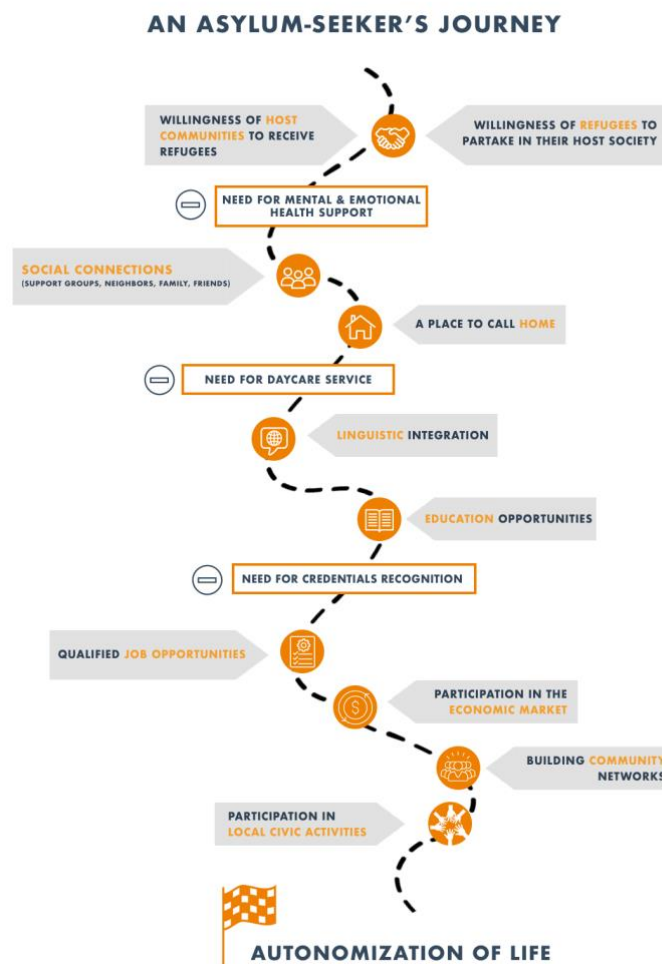 AN ASYLUM-SEEKER'S JOURNEY
WILLINGNESS OF HOST
COMMUNITIES TO RECEIVE
REFUGEES
WILLINGNESS OF REFUGEES TO
PARTAKE IN THEIR HOST SOCIETY
NEED FOR MENTAL & EMOTIONAL
HEALTH SUPPORT
SOCIAL CONNECTIONS
(SUPPORT GROUPS, NEIGHBORS, FAMILY, FRIENDS)
A PLACE TO CALL HOME
NEED FOR DAYCARE SERVICE
LINGUISTIC INTEGRATION
EDUCATION OPPORTUNITIES
NEED FOR CREDENTIALS RECOGNITION
QUALIFIED JOB OPPORTUNITIES
PARTICIPATION IN THE
ECONOMIC MARKET
$
BUILDING COMMUNITY
NETWORKS
PARTICIPATION IN
LOCAL CIVIC ACTIVITIES
AUTONOMIZATION OF LIFE